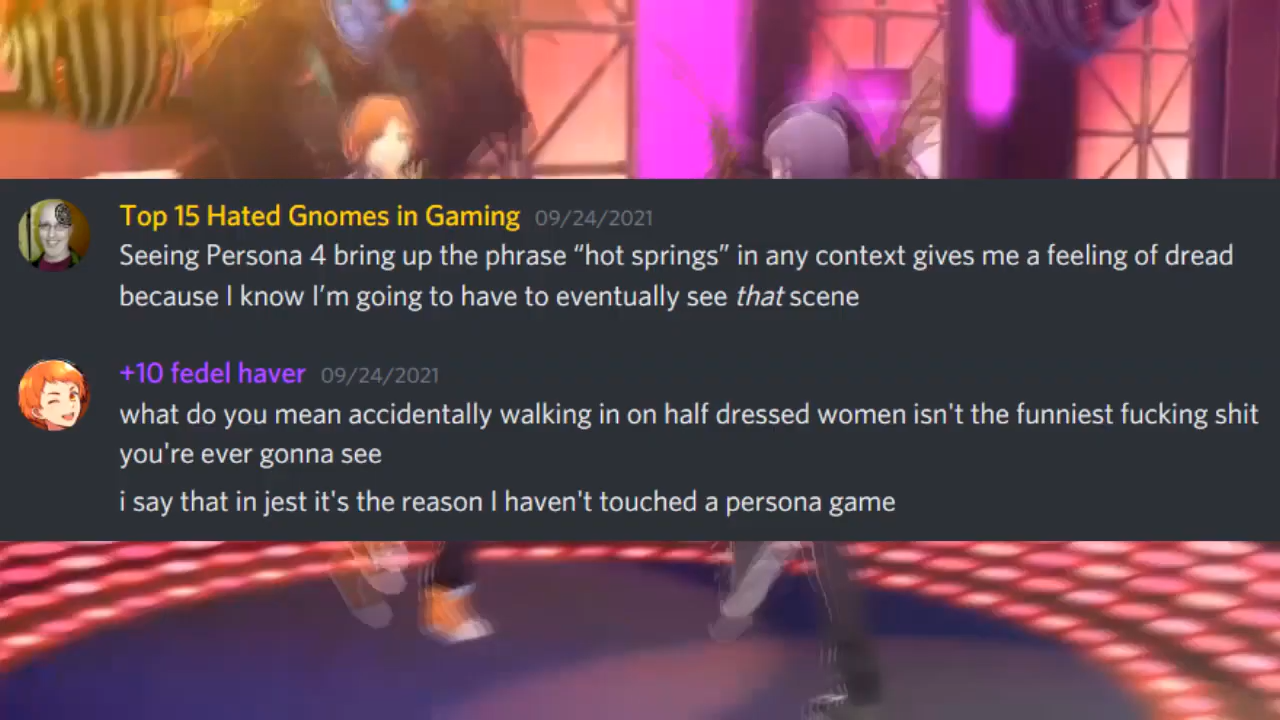 Top 15 Hated Gnomes in Gaming 09/24/2021
Seeing Persona 4 bring up the phrase “hot springs” in any context gives me a feeling of dread
because I know I’m going to have to eventually see that scene
+10 fedel haver 09/24/2021
what do you mean accidentally walking in on half dressed women isn't the funniest fucking shit
you're ever gonna see
i say that in jest it's the reason I haven't touched a persona game